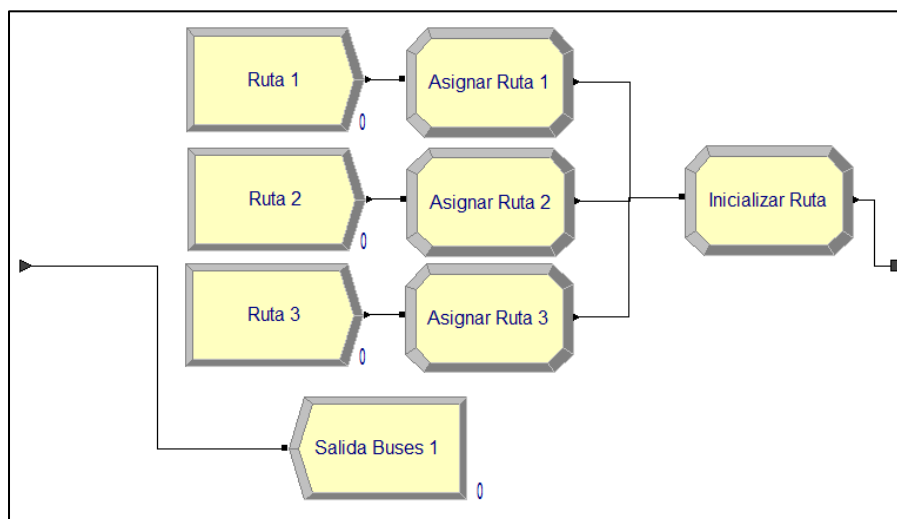 Ruta 1
Asignar Ruta 1
0
Ruta 2
Asignar Ruta 2
Inicializar Ruta
0
Ruta 3
Asignar Ruta 3
0
Salida Buses 1
0